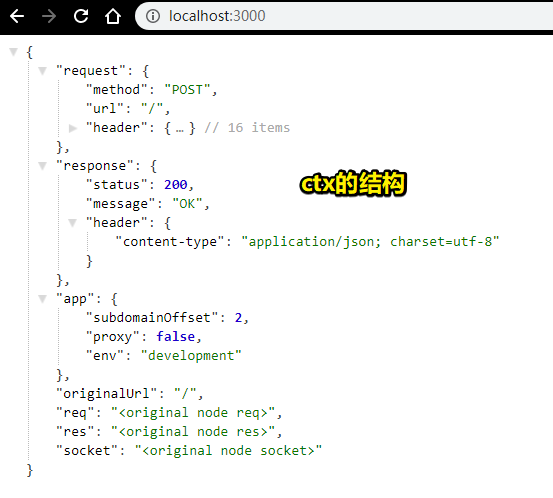 localhost:3000
{
"request": {
"method": "POST",
"url": "/",
"header": { … } // 16 items
},
"response": {
"status": 200,
ctx的结构
"message": "OK",
"header": {
"content-type": "application/json; charset=utf-8"
}
},
"app": {
"subdomainOffset": 2,
"proxy": false,
"env": "development"
},
"originalUrl": "/",
"req": "<original node req>",
"res": "<original node res>",
"socket": "<original node socket>"
}